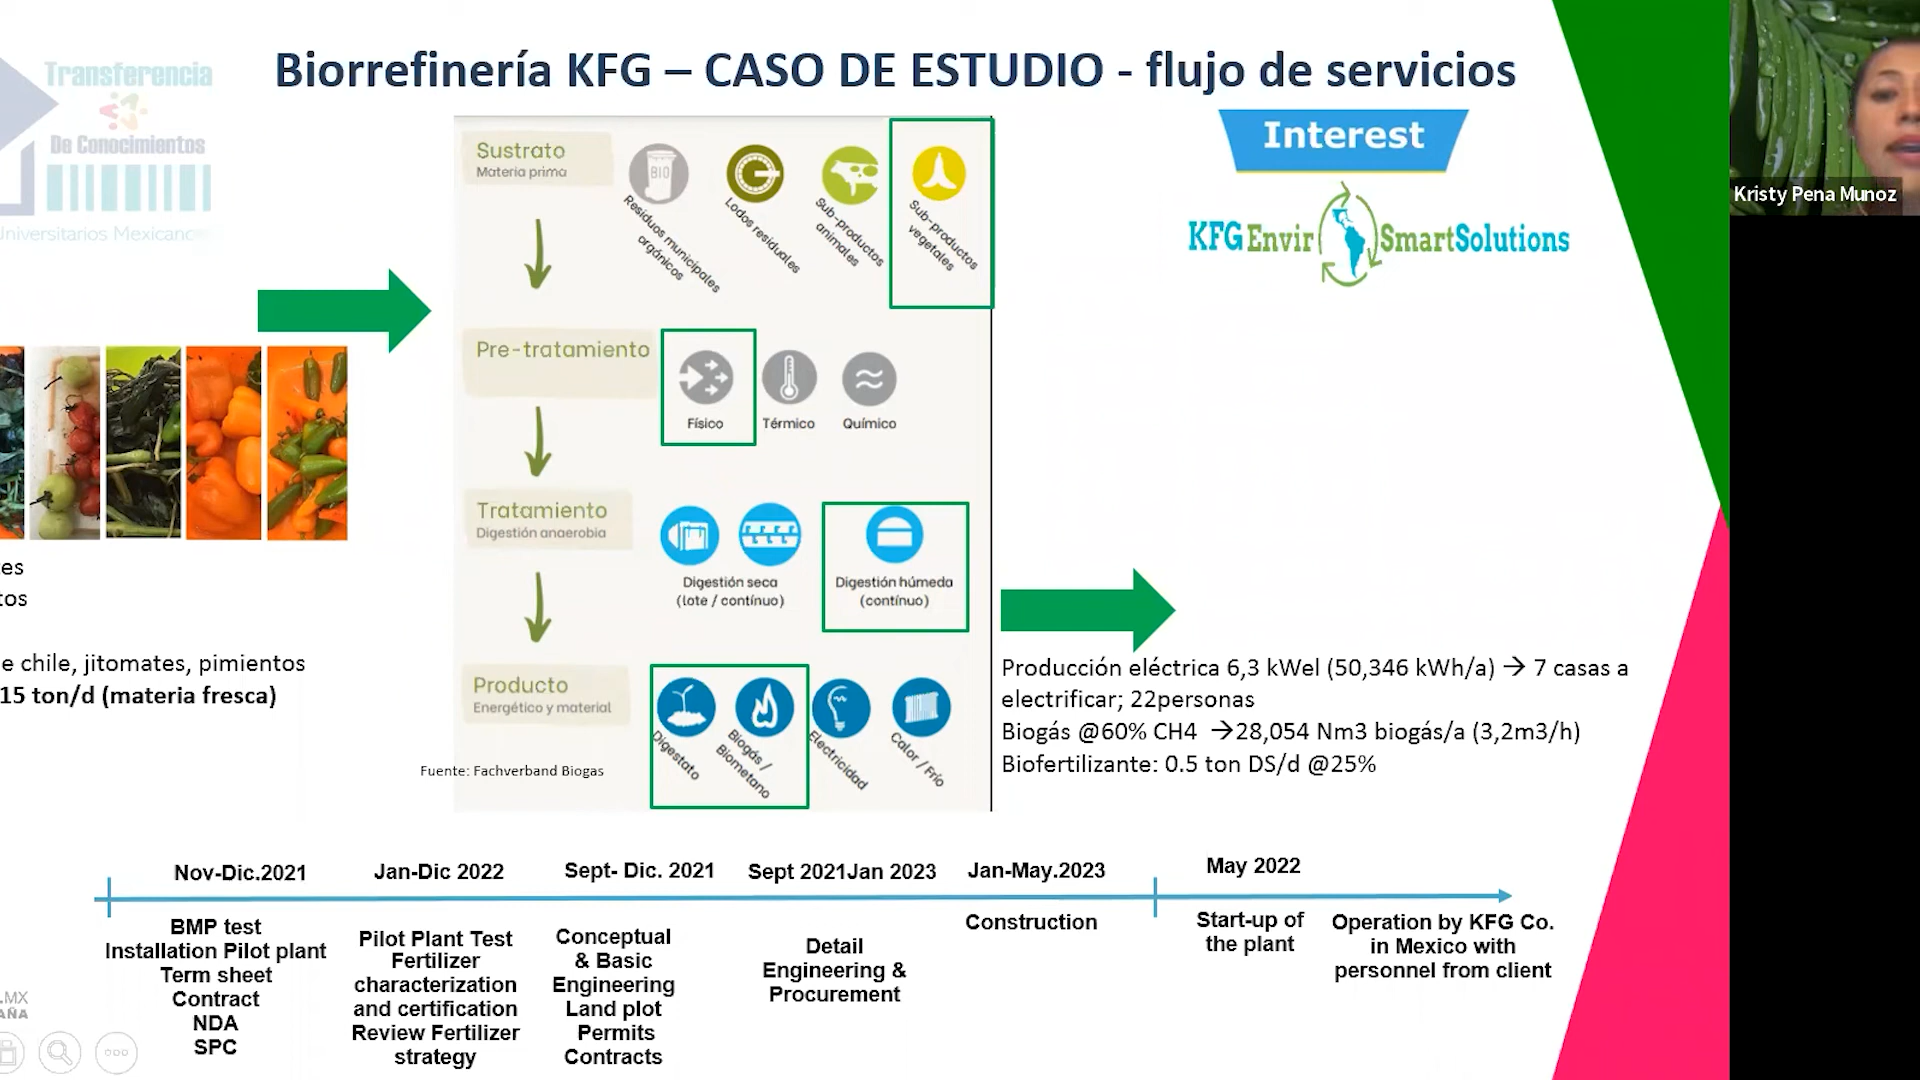 Biorrefinería KFG – CASO DE ESTUDIO - flujo de servicios
Transferencia
De Conocimientos
Universitarios Mexicanos
Interest
KFG Envir SmartSolutions
Kristy Pena Munoz
Sustrato
Materia prima
BIO
Residuos municipales
orgánicos
Lodos residuales
Sub-productos
animales
Sub-productos
vegetales
Pre-tratamiento
Físico
Térmico
Químico
Tratamiento
Digestión anaerobia
Digestión seca
(lote / contínuo)
Digestión húmeda
(contínuo)
Producto
Energético y material
Digestato
Biogás /
Biometano
Electricidad
Calor / Frío
Fuente: Fachverband Biogas
es
tos
e chile, jitomates, pimientos
15 ton/d (materia fresca)
Producción eléctrica 6,3 kWel (50,346 kWh/a) → 7 casas a
electrificar; 22personas
Biogás @60% CH4 →28,054 Nm3 biogás/a (3,2m3/h)
Biofertilizante: 0.5 ton DS/d @25%
Nov-Dic.2021
BMP test
Installation Pilot plant
Term sheet
Contract
NDA
SPC
Jan-Dic 2022
Pilot Plant Test
Fertilizer
characterization
and certification
Review Fertilizer
strategy
Sept- Dic. 2021
Conceptual
& Basic
Engineering
Land plot
Permits
Contracts
Sept 2021Jan 2023
Detail
Engineering &
Procurement
Jan-May.2023
Construction
May 2022
Start-up of
the plant
Operation by KFG Co.
in Mexico with
personnel from client
.MX
AÑA